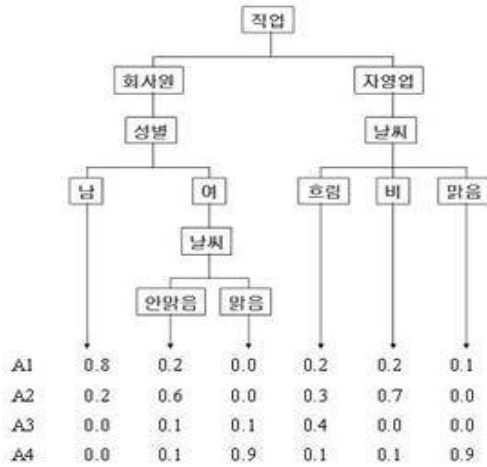 직업
회사원 자영업
성별 날씨
남 여 흐림 비 맑음
날씨
안맑음 맑음
A1 0.8 0.2 0.0 0.2 0.2 0.1
A2 0.2 0.6 0.0 0.3 0.7 0.0
A3 0.0 0.1 0.1 0.4 0.0 0.0
A4 0.0 0.1 0.9 0.1 0.1 0.9